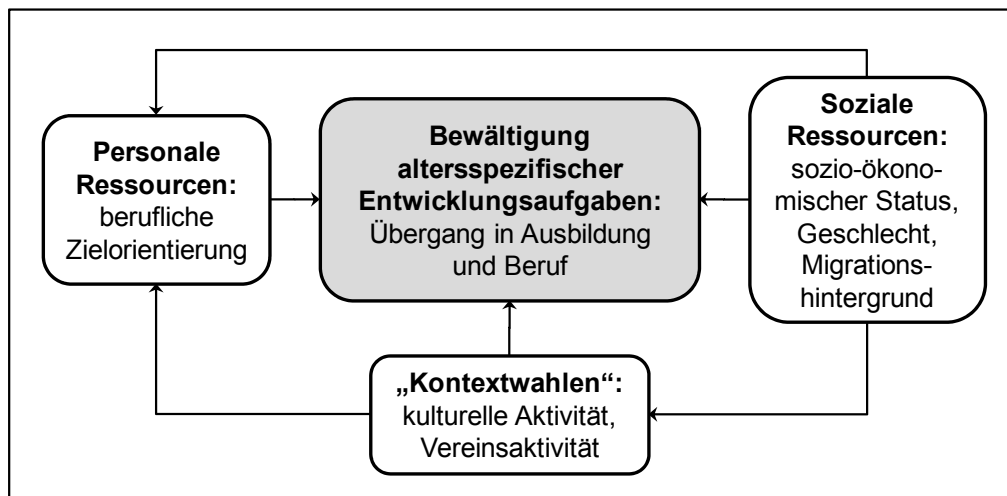 Personale
Ressourcen:
berufliche
Zielorientierung
Bewältigung
altersspezifischer
Entwicklungsaufgaben:
Übergang in Ausbildung
und Beruf
Soziale
Ressourcen:
sozio-ökono-
mischer Status,
Geschlecht,
Migrations-
hintergrund
„Kontextwahlen“:
kulturelle Aktivität,
Vereinsaktivität